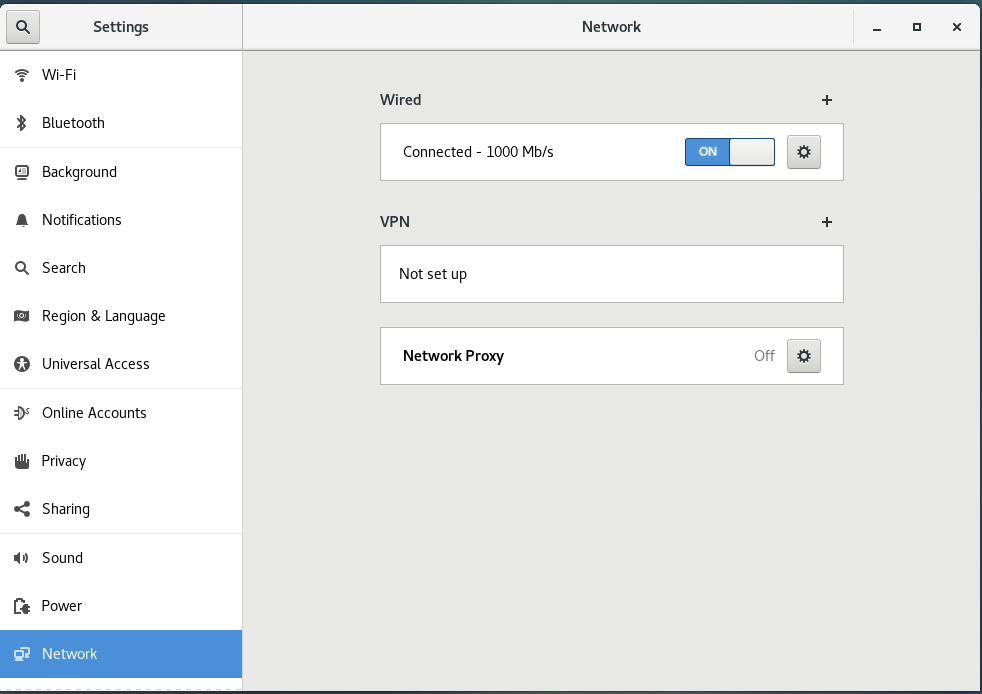 Settings
Network
Wi-Fi
Bluetooth
Background
Notifications
Search
Region & Language
Universal Access
Online Accounts
Privacy
Sharing
Sound
Power
Network
Wired
Connected - 1000 Mb/s ON
VPN
Not set up
Network Proxy Off